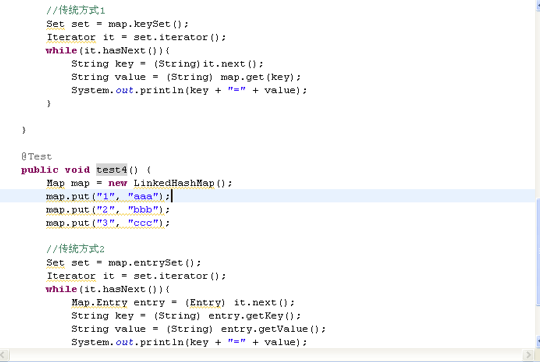 //传统方式1
Set set = map.keySet();
Iterator it = set.iterator();
while(it.hasNext()){
String key = (String)it.next();
String value = (String) map.get(key);
System.out.println(key + "=" + value);
}
}
@Test
public void test4() {
Map map = new LinkedHashMap();
map.put("1", "aaa");
map.put("2", "bbb");
map.put("3", "ccc");
//传统方式2
Set set = map.entrySet();
Iterator it = set.iterator();
while(it.hasNext()){
Map.Entry entry = (Entry) it.next();
String key = (String) entry.getKey();
String value = (String) entry.getValue();
System.out.println(key + "=" + value);